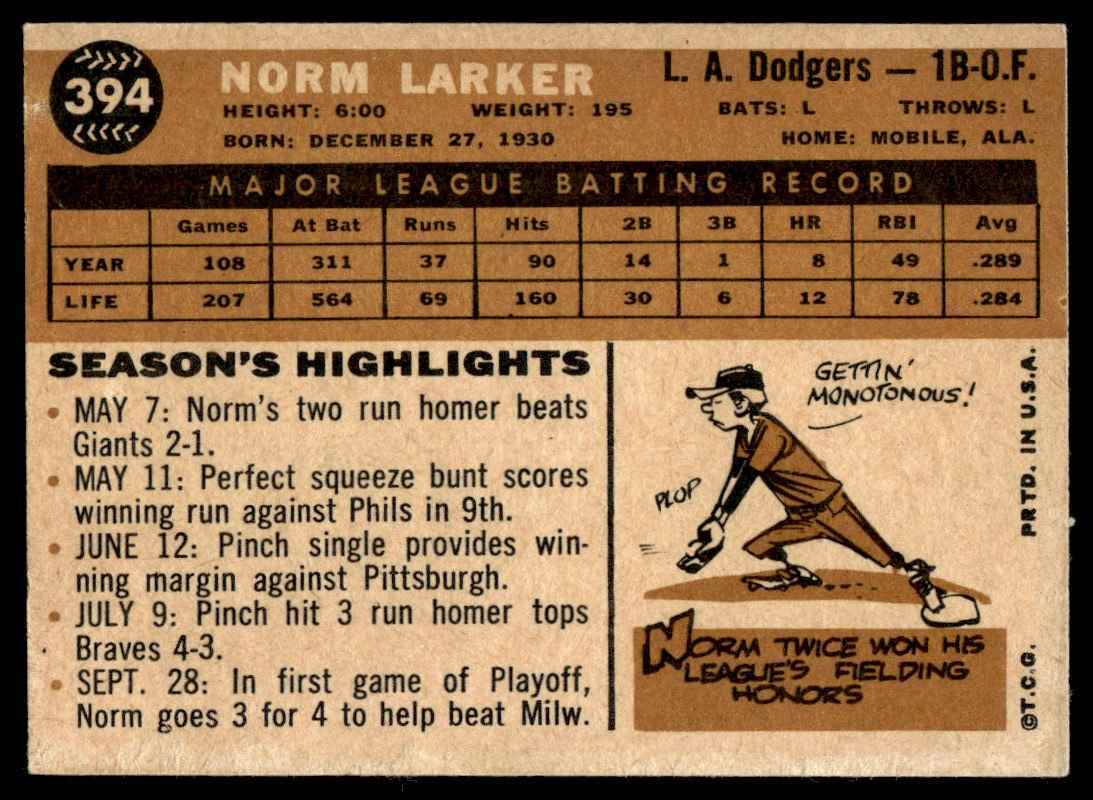 394
NORM LARKER
L. A. Dodgers — 1B-O.F.
HEIGHT: 6:00 WEIGHT: 195 BATS: L THROWS: L
BORN: DECEMBER 27, 1930 HOME: MOBILE, ALA.
MAJOR LEAGUE BATTING RECORD
Games At Bat Runs Hits 2B 3B HR RBI Avg
YEAR 108 311 37 90 14 1 8 49 .289
LIFE 207 564 69 160 30 6 12 78 .284
SEASON'S HIGHLIGHTS
• MAY 7: Norm's two run homer beats
Giants 2-1.
• MAY 11: Perfect squeeze bunt scores
winning run against Phils in 9th.
• JUNE 12: Pinch single provides win-
ning margin against Pittsburgh.
• JULY 9: Pinch hit 3 run homer tops
Braves 4-3.
• SEPT. 28: In first game of Playoff,
Norm goes 3 for 4 to help beat Milw.
GETTIN'
MONOTONOUS!
PLOP
NORM TWICE WON HIS
LEAGUE'S FIELDING
HONORS
©T.C.G. PRTD. IN U.S.A.